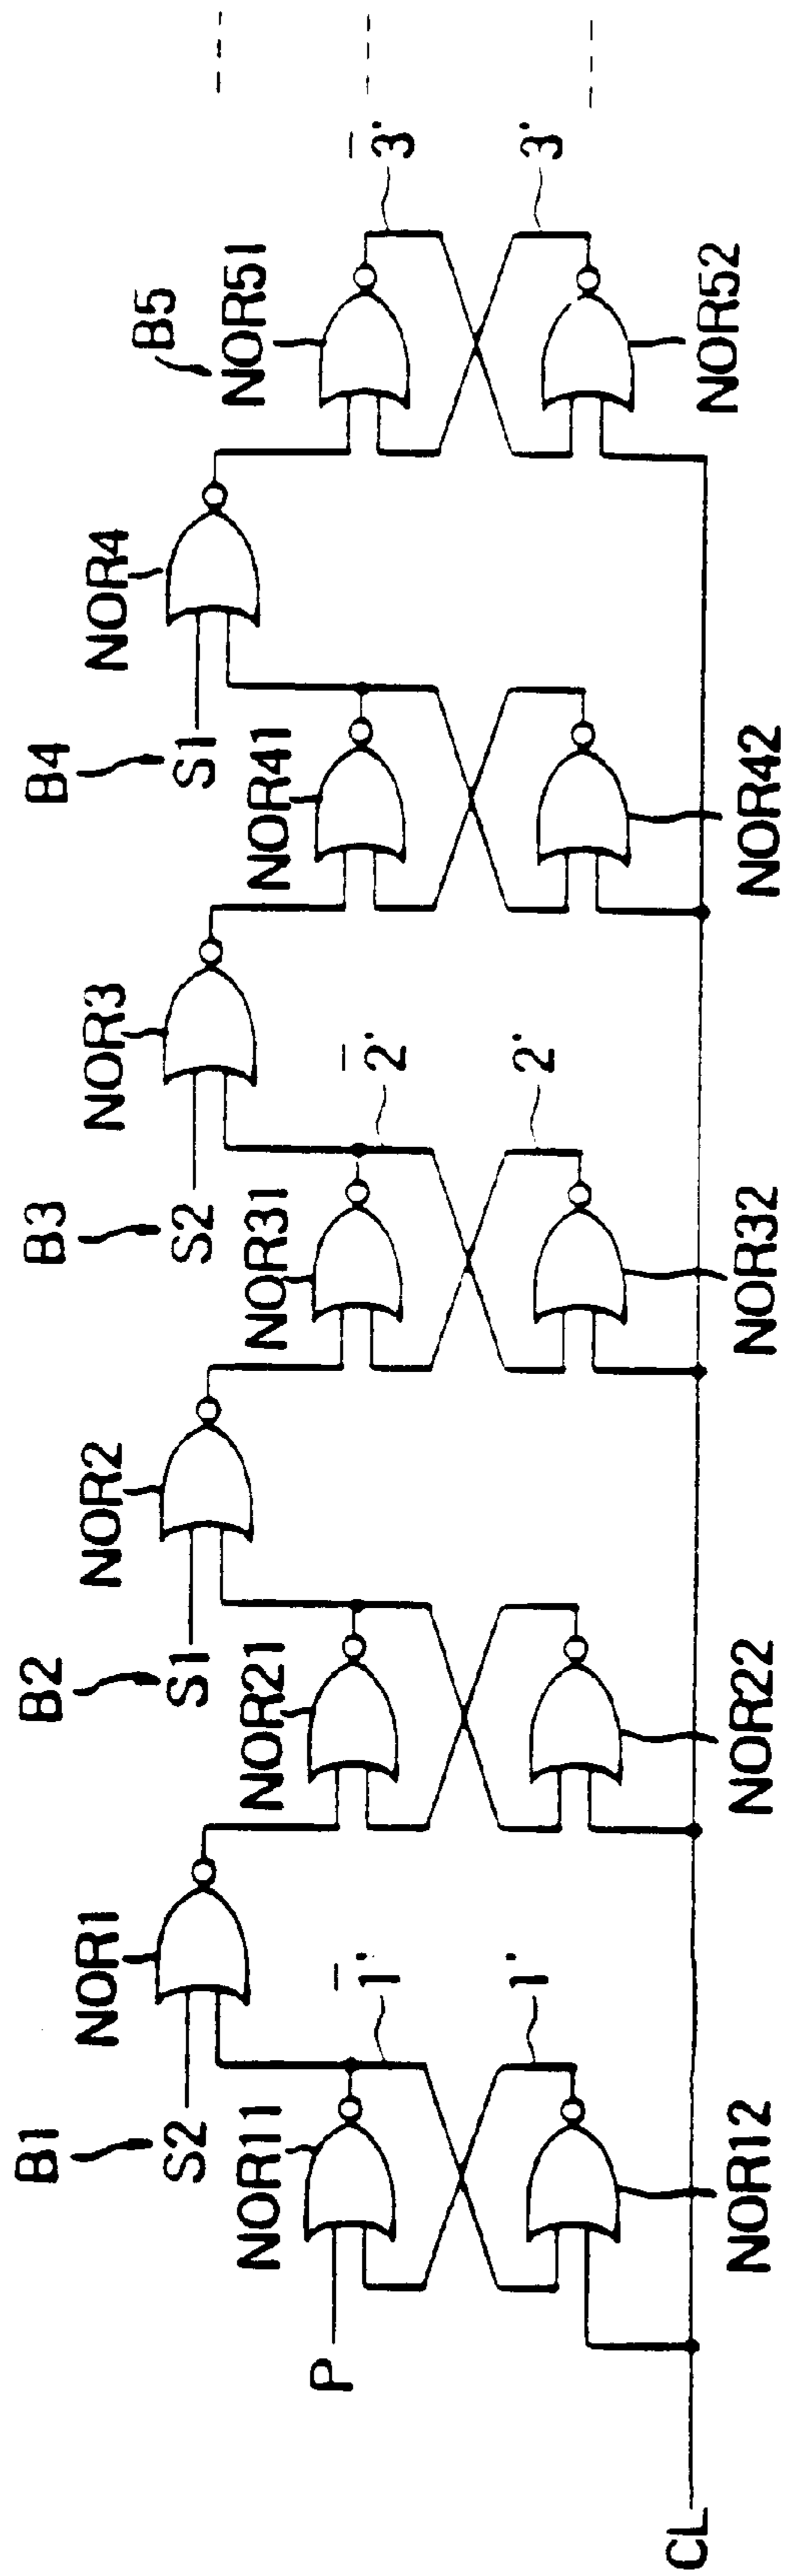 B1
B2
B3
B4
B5
NOR1
NOR2
NOR3
NOR4
S2
S1
S2
S1
NOR11
NOR21
NOR31
NOR41
NOR51
P
1̄'
2̄'
3̄'
1'
2'
3'
CL
NOR12
NOR22
NOR32
NOR42
NOR52